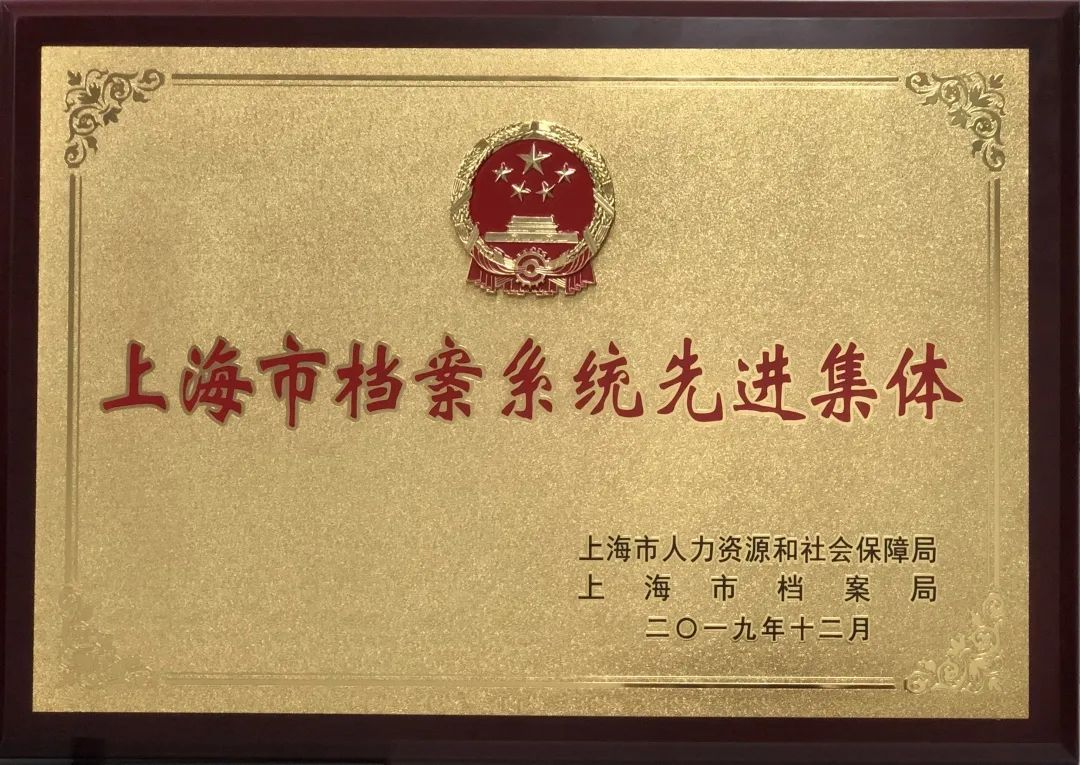 上海市档案系统先进集体
上海市人力资源和社会保障局
上海市档案局
二〇一九年十二月